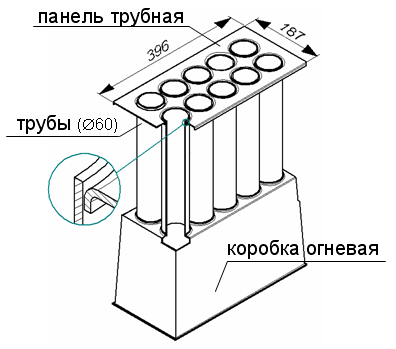 панель трубная
396
187
трубы (Ø60)
коробка огневая